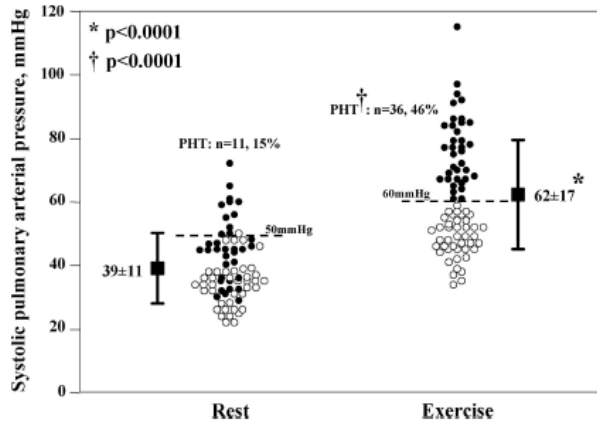 Systolic pulmonary arterial pressure, mmHg
120
100
80
60
40
20
0
* p<0.0001
† p<0.0001
PHT: n=11, 15%
50mmHg
39±11
PHT†: n=36, 46%
60mmHg
62±17
*
Rest
Exercise